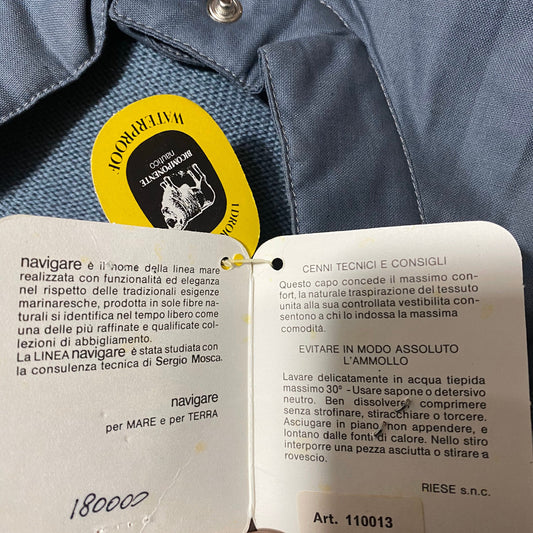 WATERPROOF
BICOMPONENTE
nautico
IDRO
navigare è il nome della linea mare
realizzata con funzionalità ed eleganza
nel rispetto delle tradizionali esigenze
marinaresche, prodotta in sole fibre na-
turali si identifica nel tempo libero come
una delle più raffinate e qualificate col-
lezioni di abbigliamento.
La LINEA navigare è stata studiata con
la consulenza tecnica di Sergio Mosca.
navigare
per MARE e per TERRA
180000
CENNI TECNICI E CONSIGLI
Questo capo concede il massimo con-
fort, la naturale traspirazione del tessuto
unita alla sua controllata vestibilita consen-
tono a chi lo indossa la massima
comodità.
EVITARE IN MODO ASSOLUTO
L'AMMOLLO
Lavare delicatamente in acqua tiepida
massimo 30° - Usare sapone o detersivo
neutro. Ben dissolvere, comprimere
senza strofinare, stiracchiare o torcere.
Asciugare in piano, non appendere, e
lontano dalle fonti di calore. Nello stiro
interporre una pezza asciutta o stirare a
rovescio.
RIESE s.n.c.
Art. 110013